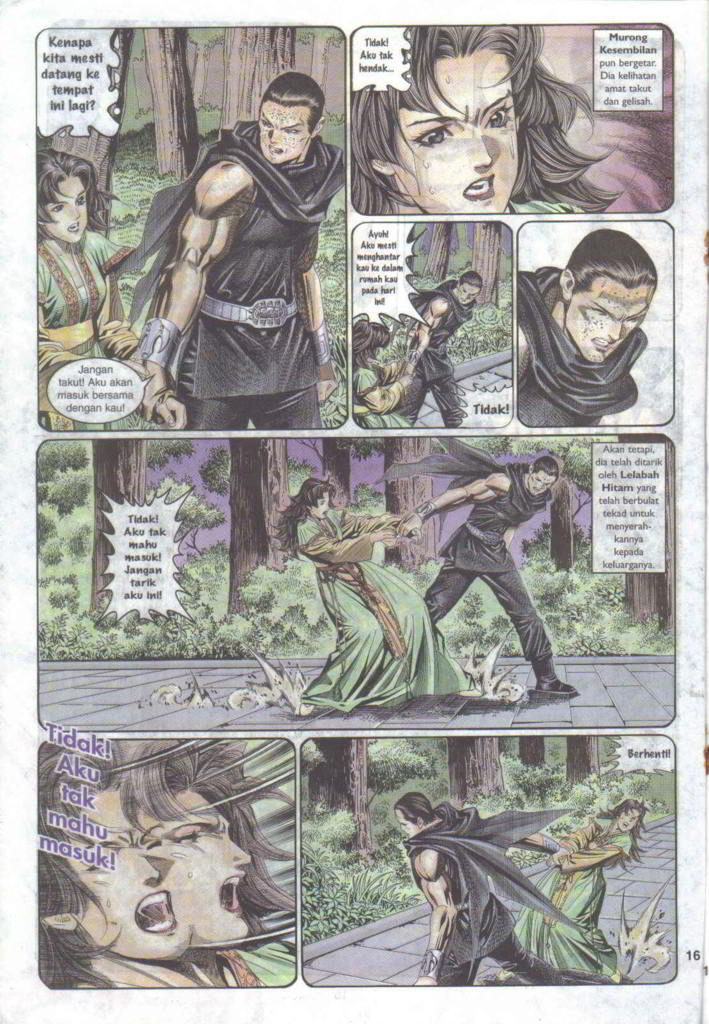 Kenapa
kita mesti
datang ke
tempat
ini lagi?
Jangan
takut! Aku akan
masuk bersama
dengan kau!
Tidak!
Aku tak
hendak...
Murong
Kesembilan
pun bergetar.
Dia kelihatan
amat takut
dan gelisah.
Ayuh!
Aku mesti
menghantar
kau ke dalam
rumah kau
pada hari
ini!
Tidak!
Tidak!
Aku tak
mahu
masuk!
Jangan
tarik
aku ini!
Akan tetapi,
dia telah ditarik
oleh Lelabah
Hitam yang
telah berbulat
tekad untuk
menyerah-
kannya
kepada
keluarganya.
Tidak!
Aku
tak
mahu
masuk!
Berhenti!
16